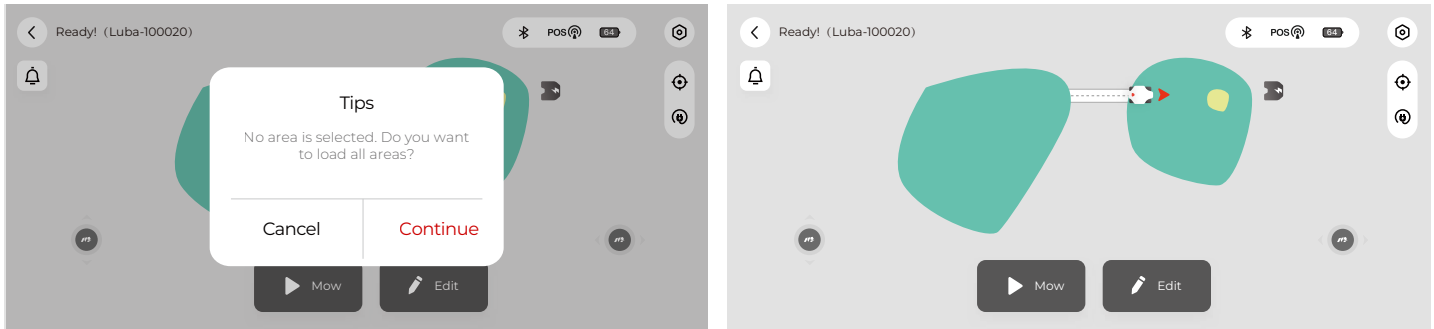 Ready!（Luba-100020）
POS
64
Tips
No area is selected. Do you want
to load all areas?
Cancel
Continue
Mow
Edit
Ready!（Luba-100020）
POS
64
Mow
Edit